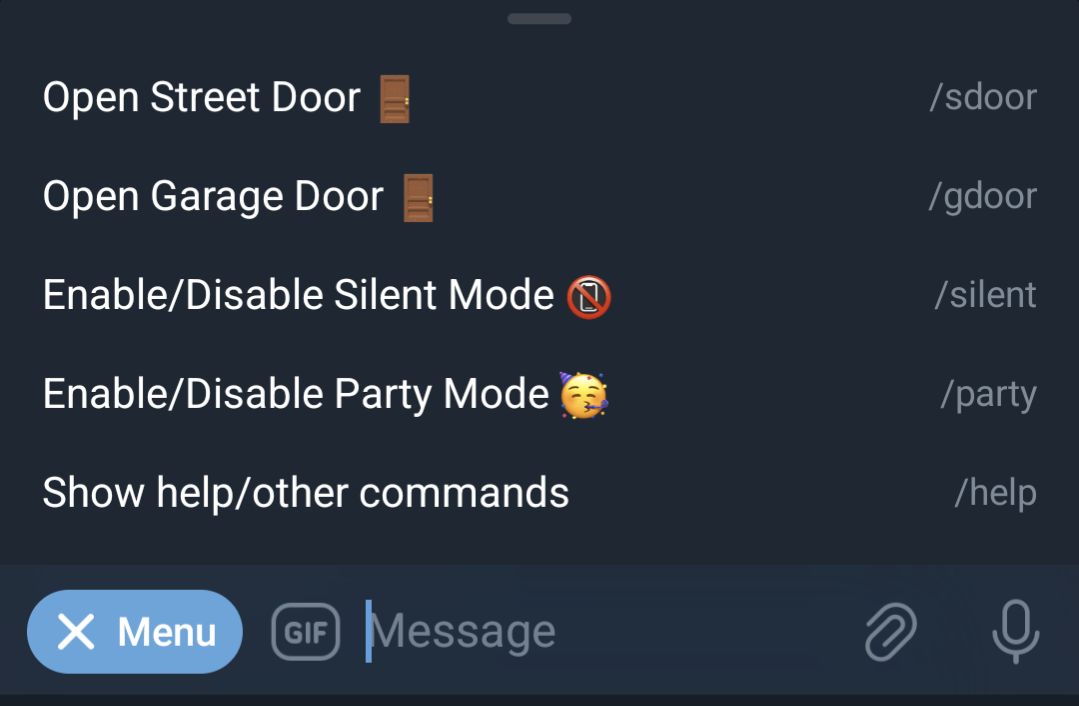 Open Street Door 🚪 /sdoor
Open Garage Door 🚪 /gdoor
Enable/Disable Silent Mode 📵 /silent
Enable/Disable Party Mode 🥳 /party
Show help/other commands /help
Menu GIF Message